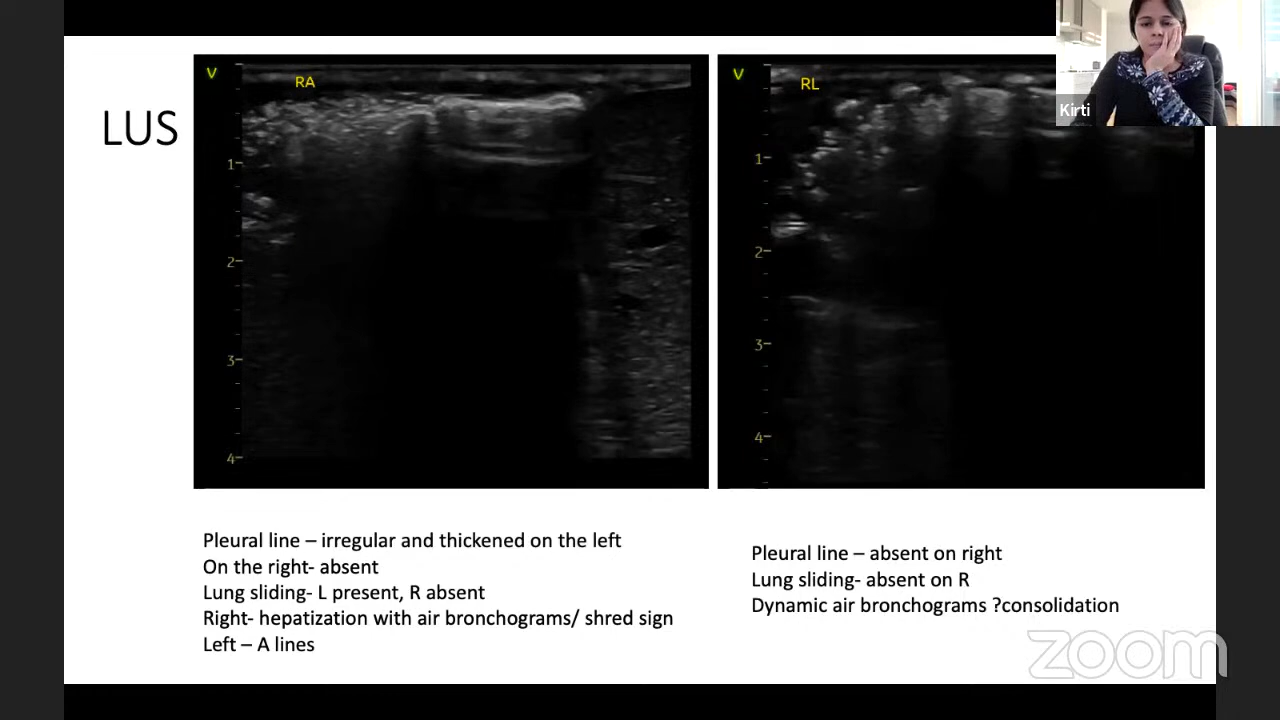 LUS
V
RA
1
2
3
4
V
RL
1
2
3
4
Kirti
Pleural line – irregular and thickened on the left
On the right- absent
Lung sliding- L present, R absent
Right- hepatization with air bronchograms/ shred sign
Left – A lines
Pleural line – absent on right
Lung sliding- absent on R
Dynamic air bronchograms ?consolidation
zoom